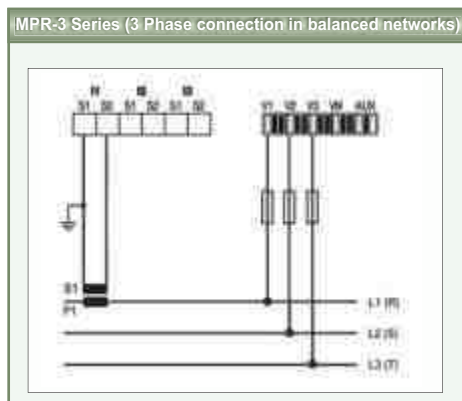 MPR-3 Series (3 Phase connection in balanced networks)
S1 S2 S1 S2 S1 S2
V1 V2 V3 VN AUX
S1
P1
L1 (R)
L2 (S)
L3 (T)